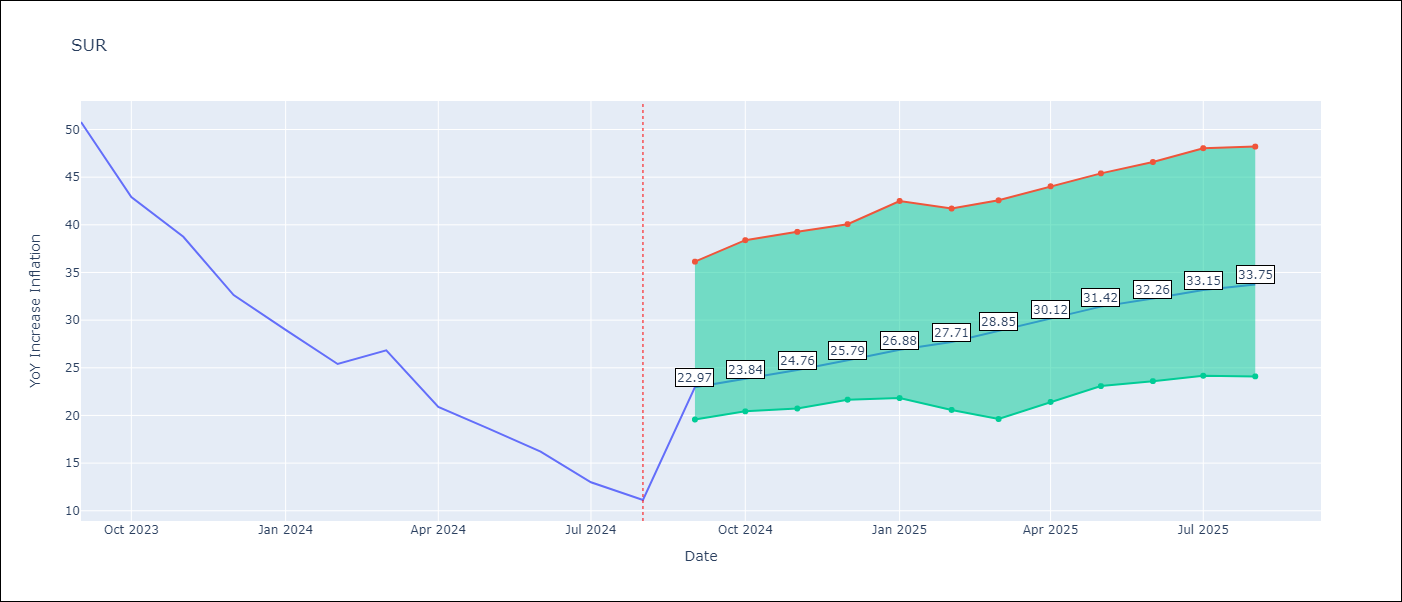 SUR
YoY Increase Inflation
50
45
40
35
30
25
20
15
10
22.97
23.84
24.76
25.79
26.88
27.71
28.85
30.12
31.42
32.26
33.15
33.75
Oct 2023
Jan 2024
Apr 2024
Jul 2024
Oct 2024
Jan 2025
Apr 2025
Jul 2025
Date